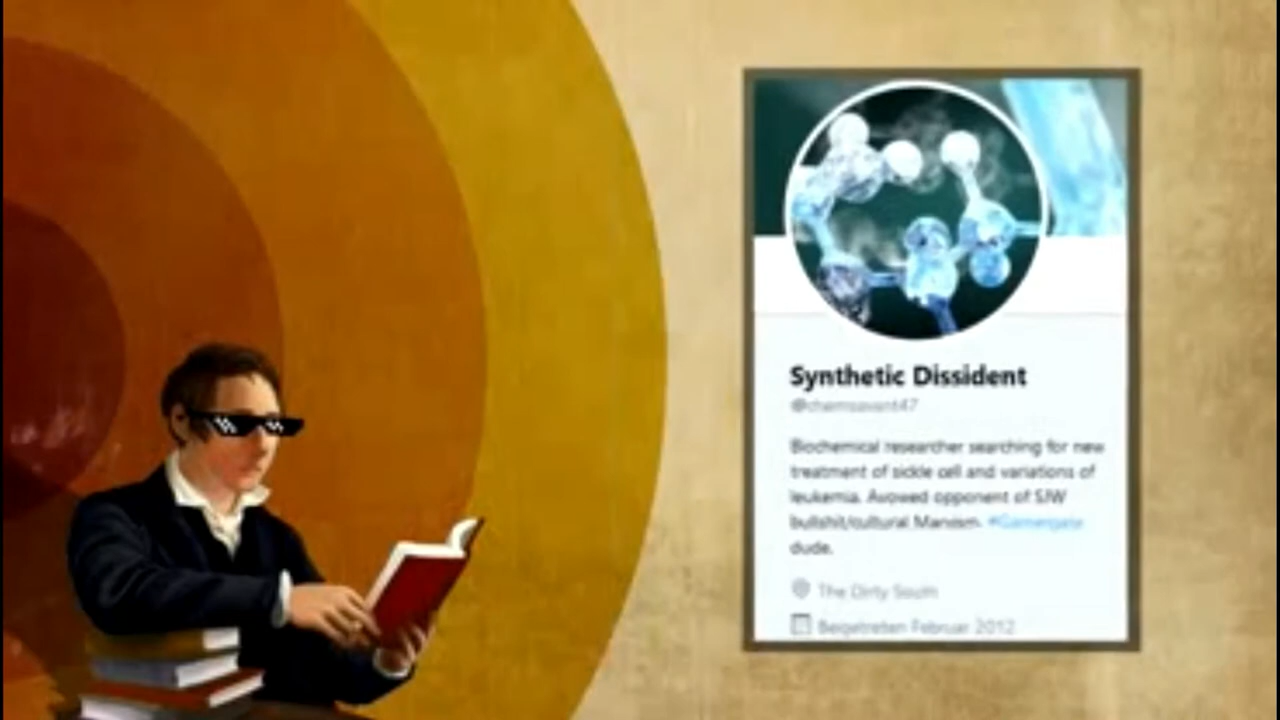 Synthetic Dissident
@chemsavant47
Biochemical researcher searching for new
treatment of sickle cell and variations of
leukemia. Avowed opponent of SJW
bullshit/cultural Marxism. #Gamergate
dude.
The Dirty South
Beigetreten Februar 2012